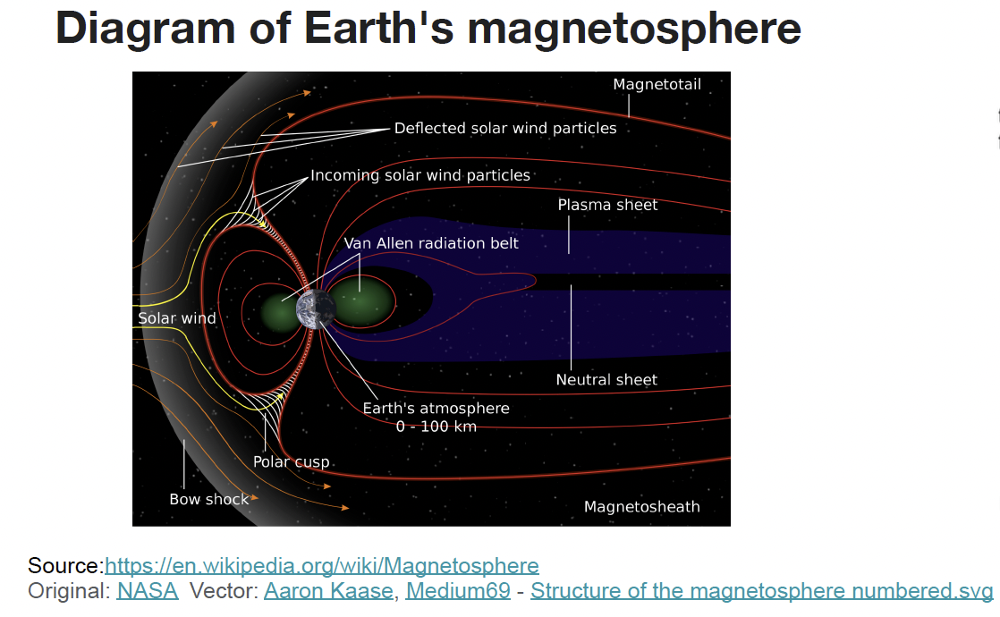 Diagram of Earth's magnetosphere
Magnetotail
Deflected solar wind particles
Incoming solar wind particles
Plasma sheet
Van Allen radiation belt
Solar wind
Neutral sheet
Earth's atmosphere
0 - 100 km
Polar cusp
Bow shock
Magnetosheath
Source:https://en.wikipedia.org/wiki/Magnetosphere
Original: NASA Vector: Aaron Kaase, Medium69 - Structure of the magnetosphere numbered.svg